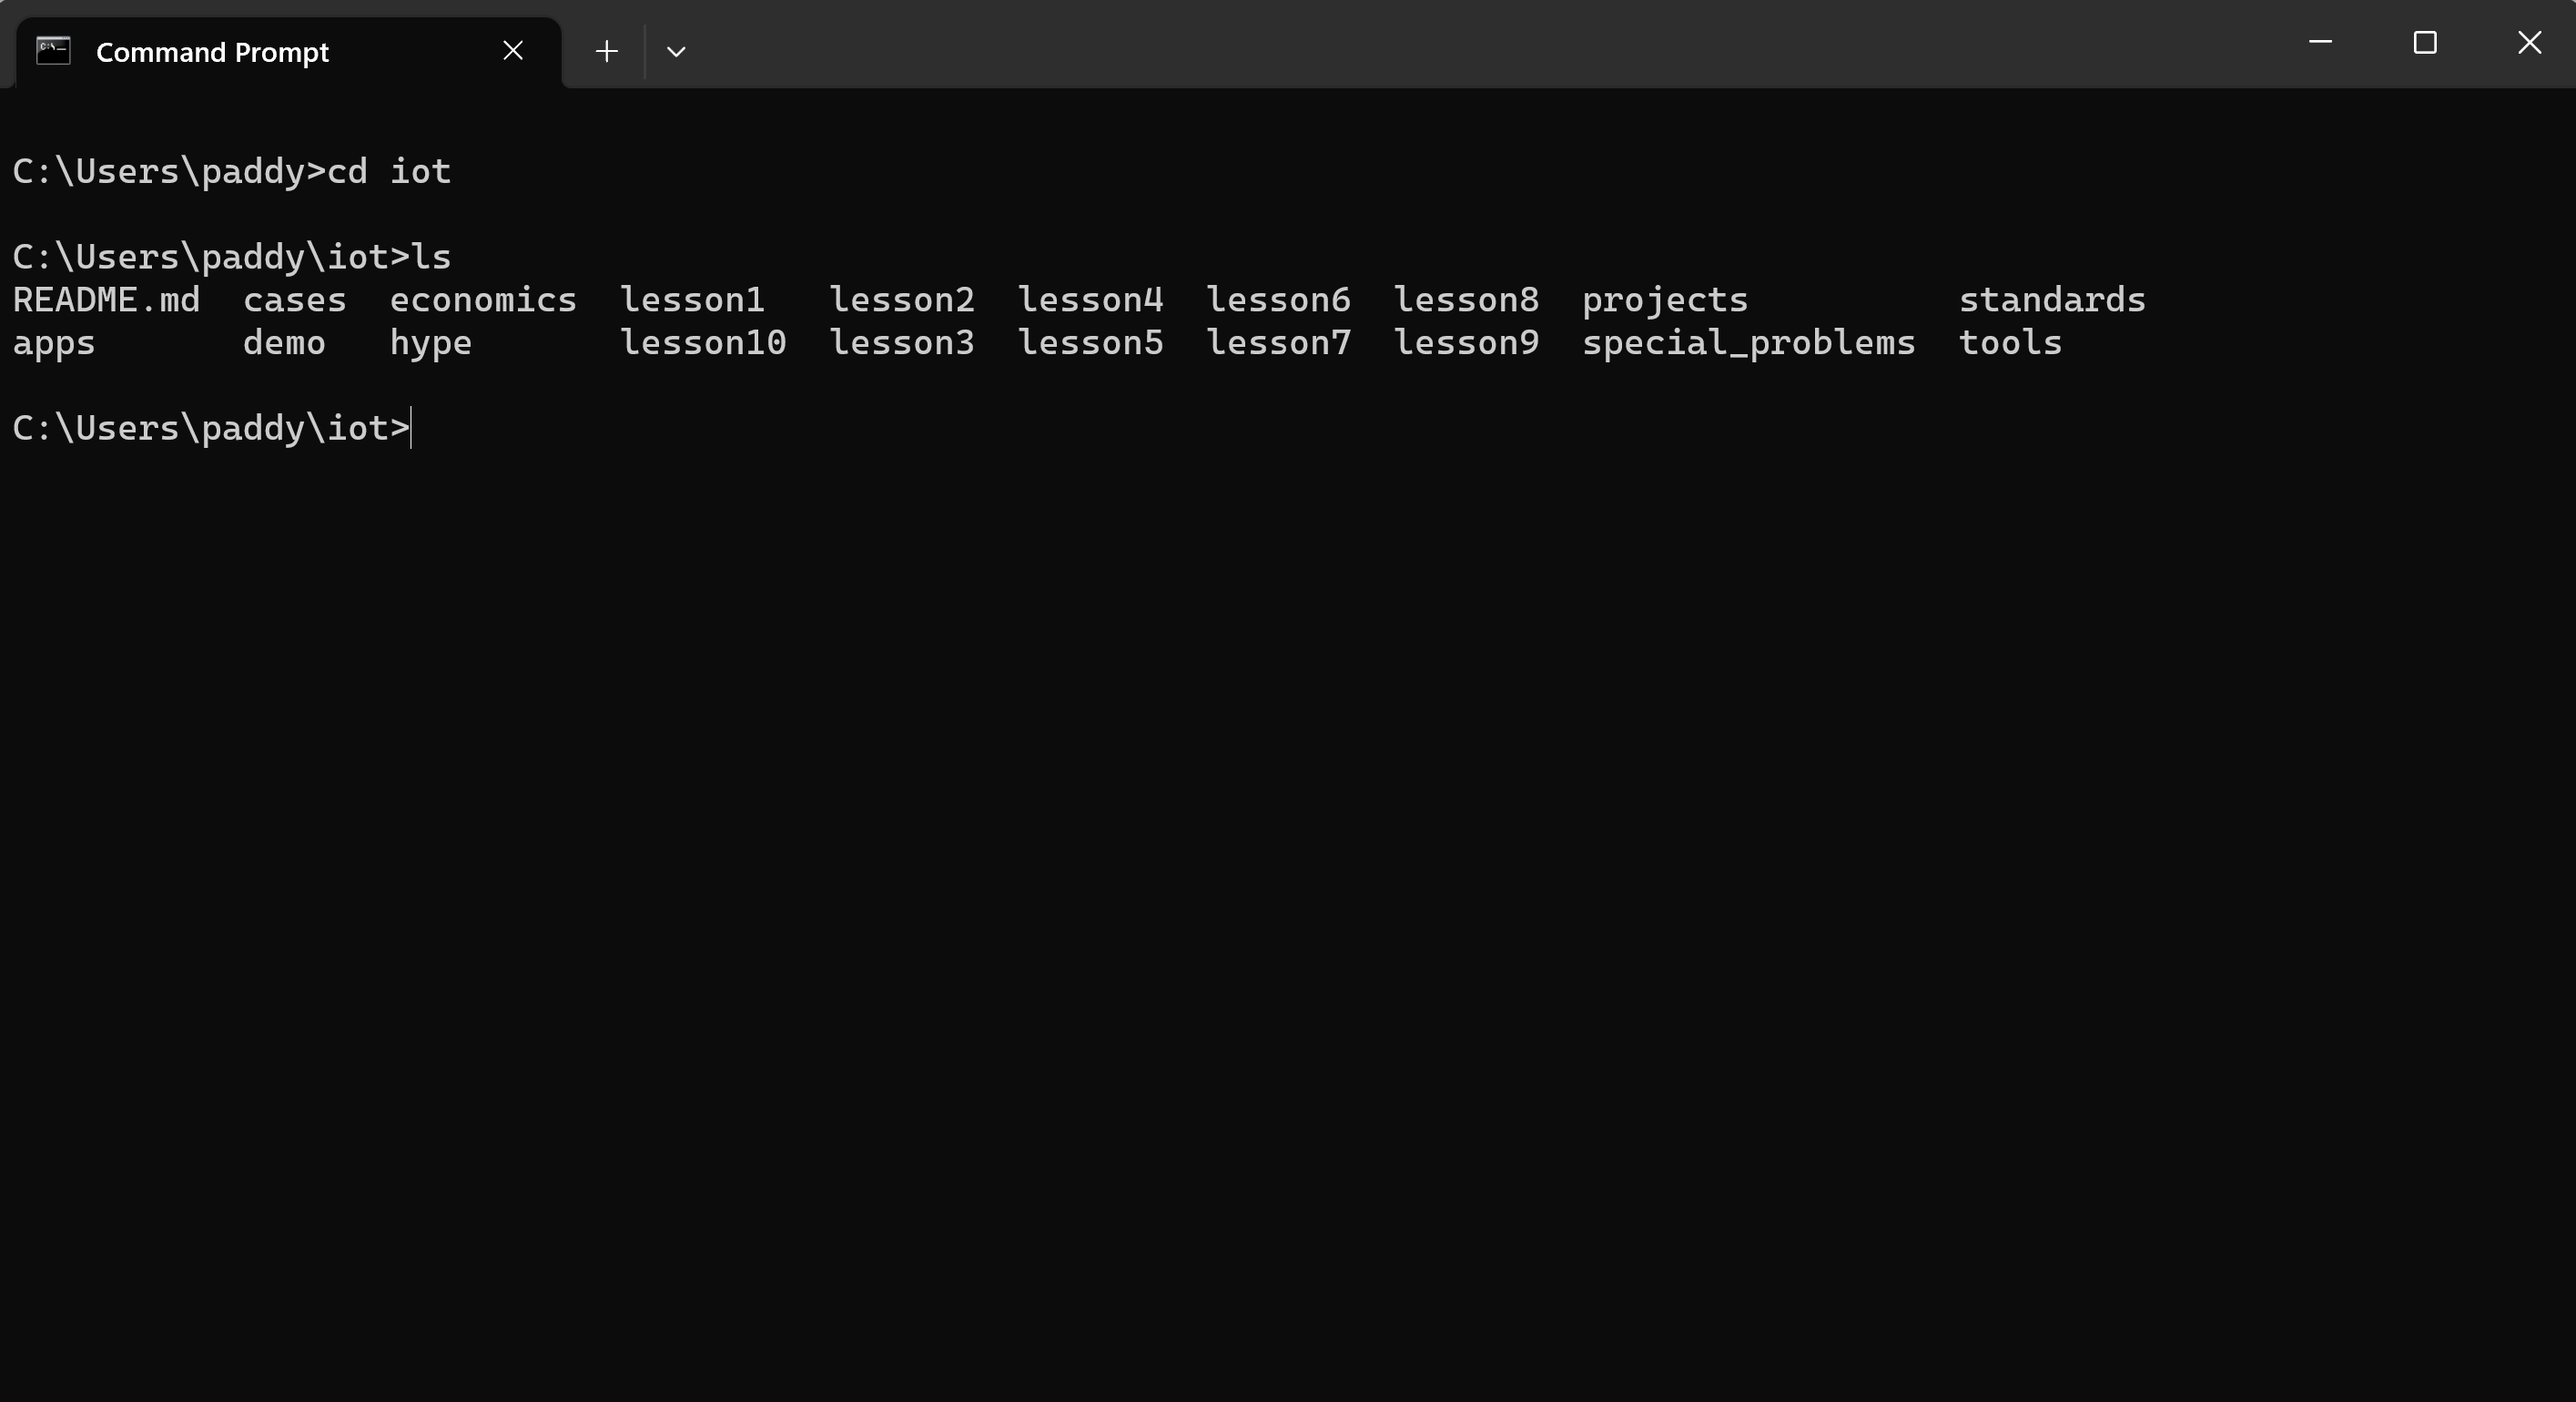 Command Prompt
C:\Users\paddy>cd iot
C:\Users\paddy\iot>ls
README.md  cases  economics  lesson1   lesson2  lesson4  lesson6  lesson8  projects          standards
apps       demo   hype       lesson10  lesson3  lesson5  lesson7  lesson9  special_problems  tools
C:\Users\paddy\iot>